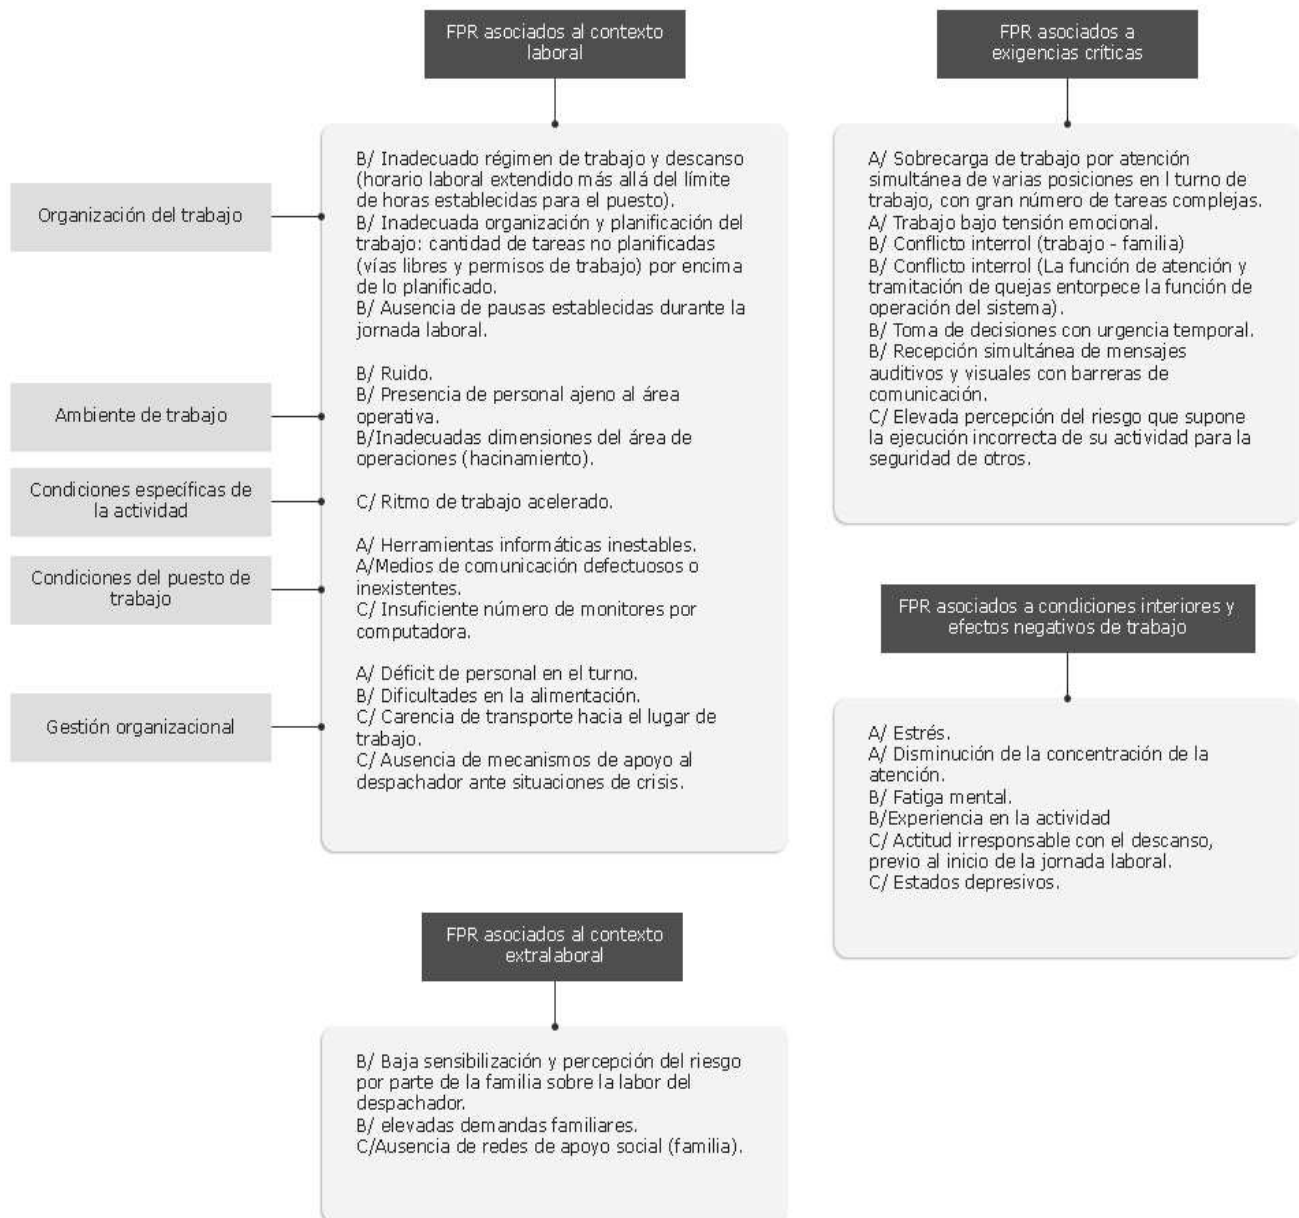 FPR asociados al contexto
laboral
Organización del trabajo
Ambiente de trabajo
Condiciones específicas de
la actividad
Condiciones del puesto de
trabajo
Gestión organizacional
B/ Inadecuado régimen de trabajo y descanso
(horario laboral extendido más allá del límite
de horas establecidas para el puesto).
B/ Inadecuada organización y planificación del
trabajo: cantidad de tareas no planificadas
(vías libres y permisos de trabajo) por encima
de lo planificado.
B/ Ausencia de pausas establecidas durante la
jornada laboral.
B/ Ruido.
B/ Presencia de personal ajeno al área
operativa.
B/Inadecuadas dimensiones del área de
operaciones (hacinamiento).
C/ Ritmo de trabajo acelerado.
A/ Herramientas informáticas inestables.
A/Medios de comunicación defectuosos o
inexistentes.
C/ Insuficiente número de monitores por
computadora.
A/ Déficit de personal en el turno.
B/ Dificultades en la alimentación.
C/ Carencia de transporte hacia el lugar de
trabajo.
C/ Ausencia de mecanismos de apoyo al
despachador ante situaciones de crisis.
FPR asociados a
exigencias críticas
A/ Sobrecarga de trabajo por atención
simultánea de varias posiciones en l turno de
trabajo, con gran número de tareas complejas.
A/ Trabajo bajo tensión emocional.
B/ Conflicto interrol (trabajo - familia)
B/ Conflicto interrol (La función de atención y
tramitación de quejas entorpece la función de
operación del sistema).
B/ Toma de decisiones con urgencia temporal.
B/ Recepción simultánea de mensajes
auditivos y visuales con barreras de
comunicación.
C/ Elevada percepción del riesgo que supone
la ejecución incorrecta de su actividad para la
seguridad de otros.
FPR asociados a condiciones interiores y
efectos negativos de trabajo
A/ Estrés.
A/ Disminución de la concentración de la
atención.
B/ Fatiga mental.
B/Experiencia en la actividad
C/ Actitud irresponsable con el descanso,
previo al inicio de la jornada laboral.
C/ Estados depresivos.
FPR asociados al contexto
extralaboral
B/ Baja sensibilización y percepción del riesgo
por parte de la familia sobre la labor del
despachador.
B/ elevadas demandas familiares.
C/Ausencia de redes de apoyo social (familia).